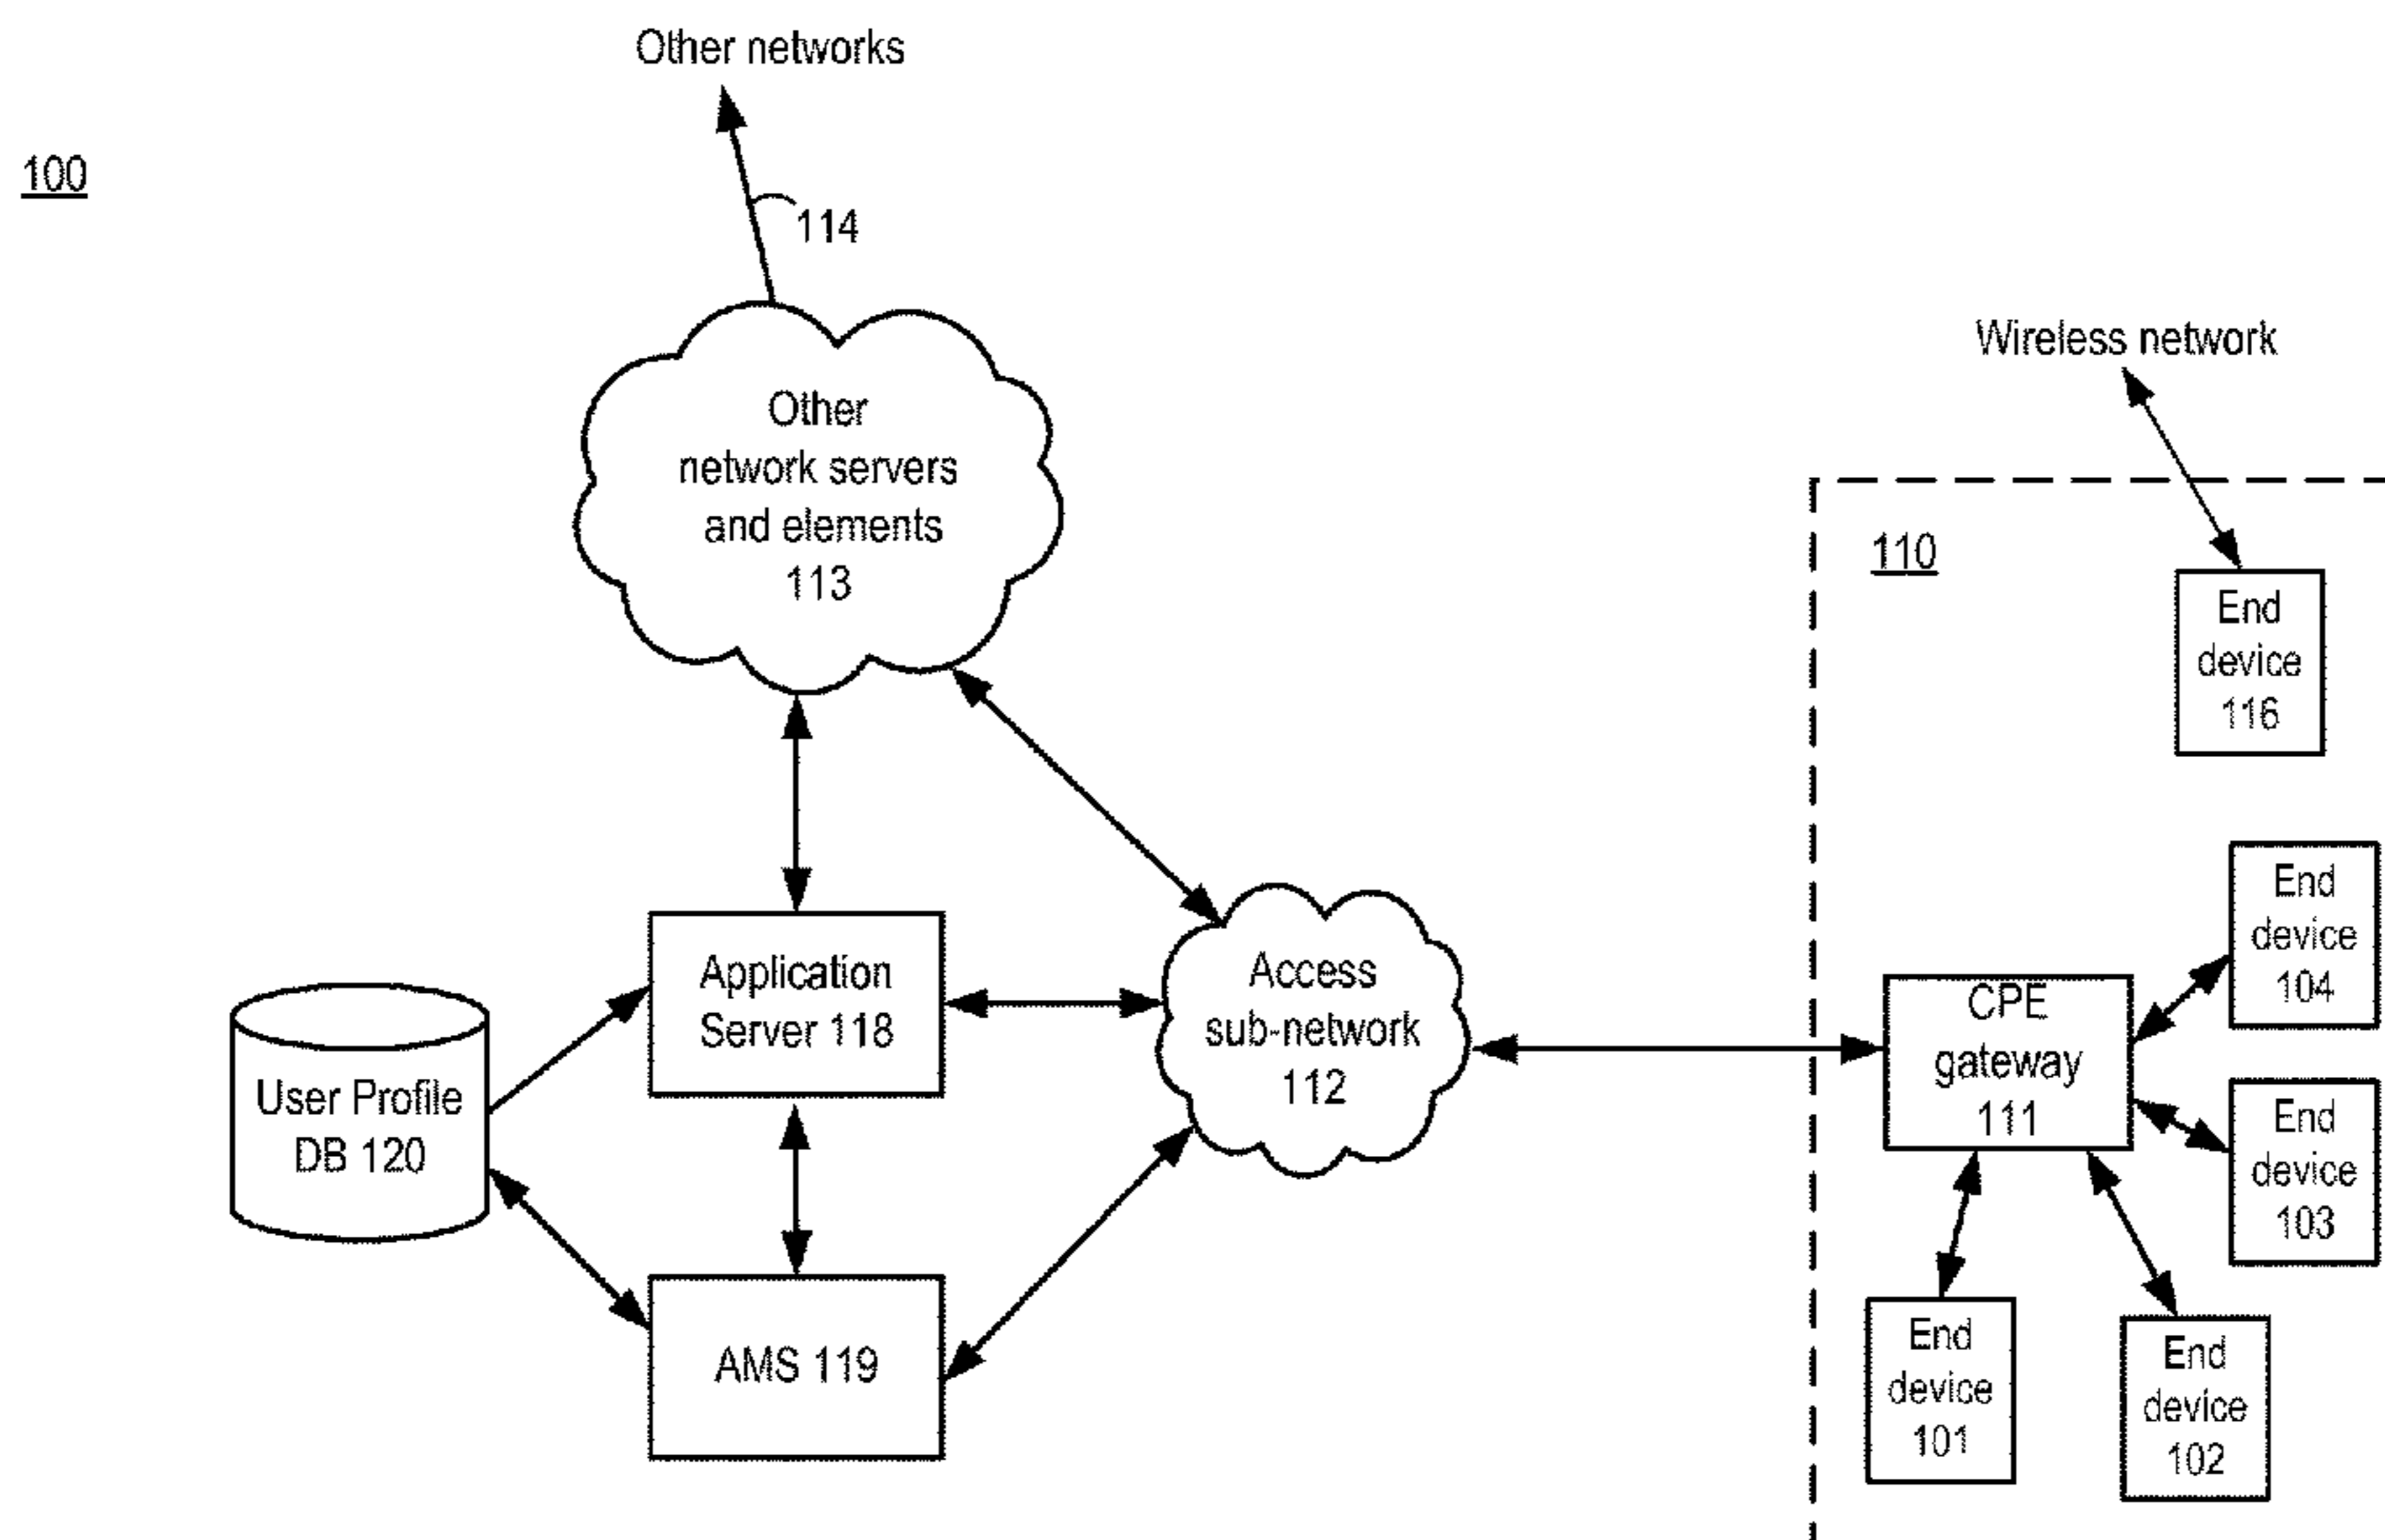 Other networks
100
114
Other
network servers
and elements
113
Wireless network
110
End
device
116
Application
Server 118
Access
sub-network
112
User Profile
DB 120
AMS 119
CPE
gateway
111
End
device
104
End
device
103
End
device
101
End
device
102